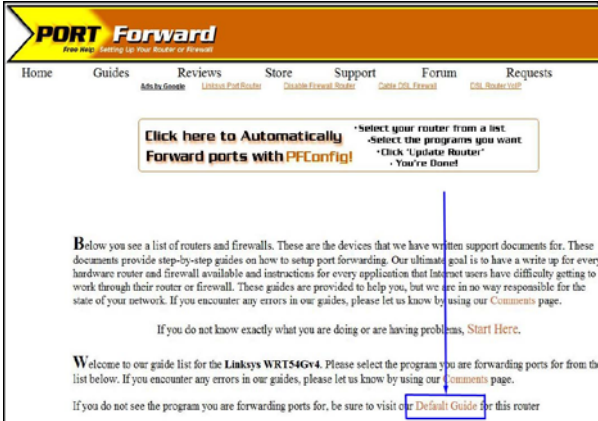 PORT Forward
Free Help Setting Up Your Router or Firewall
Home Guides Reviews Store Support Forum Requests
Ads by Google Linksys Port Router Disable Firewall Router Cable DSL Firewall DSL Router VoIP
Click here to Automatically
Forward ports with PFConfig!
•Select your router from a list
•Select the programs you want
•Click "Update Router"
• You're Done!
Below you see a list of routers and firewalls. These are the devices that we have written support documents for. These
documents provide step-by-step guides on how to setup port forwarding. Our ultimate goal is to have a write up for every
hardware router and firewall available and instructions for every application that Internet users have difficulty getting to
work through their router or firewall. These guides are provided to help you, but we are in no way responsible for the
state of your network. If you encounter any errors in our guides, please let us know by using our Comments page.
If you do not know exactly what you are doing or are having problems, Start Here.
Welcome to our guide list for the Linksys WRT54Gv4. Please select the program you are forwarding ports for from the
list below. If you encounter any errors in our guides, please let us know by using our Comments page.
If you do not see the program you are forwarding ports for, be sure to visit our Default Guide for this router